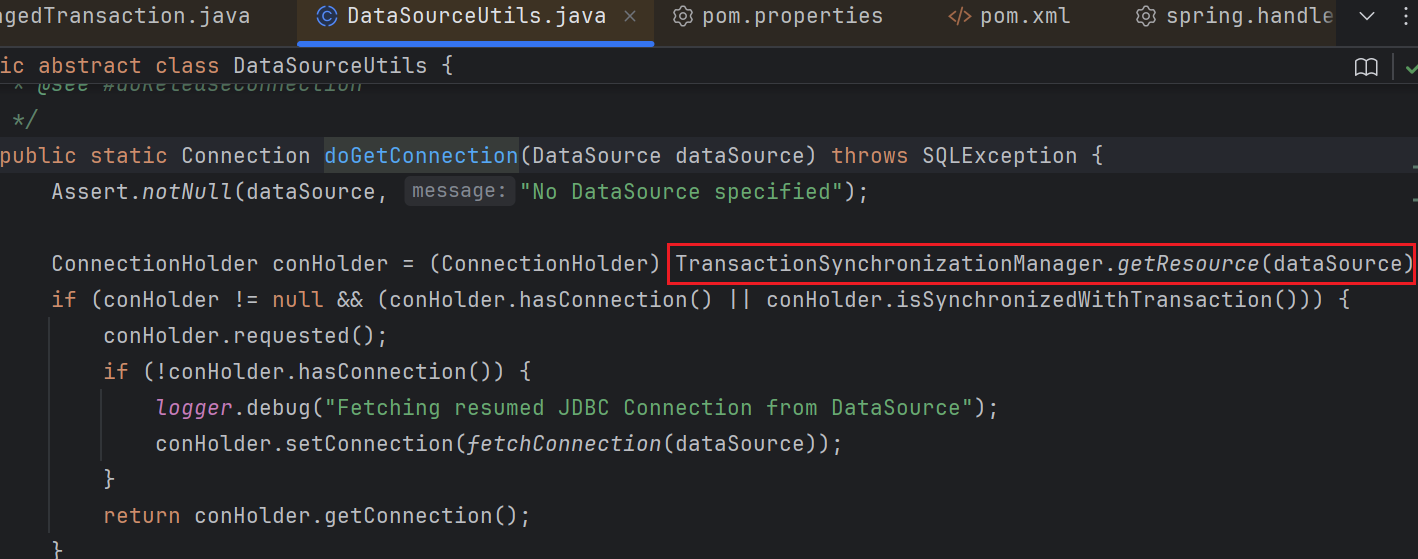 agedTransaction.java DataSourceUtils.java × pom.properties </> pom.xml spring.handle
ic abstract class DataSourceUtils {
* @see #doReleaseConnection
*/
public static Connection doGetConnection(DataSource dataSource) throws SQLException {
Assert.notNull(dataSource, message: "No DataSource specified");
ConnectionHolder conHolder = (ConnectionHolder) TransactionSynchronizationManager.getResource(dataSource)
if (conHolder != null && (conHolder.hasConnection() || conHolder.isSynchronizedWithTransaction())) {
conHolder.requested();
if (!conHolder.hasConnection()) {
logger.debug("Fetching resumed JDBC Connection from DataSource");
conHolder.setConnection(fetchConnection(dataSource));
}
return conHolder.getConnection();
}